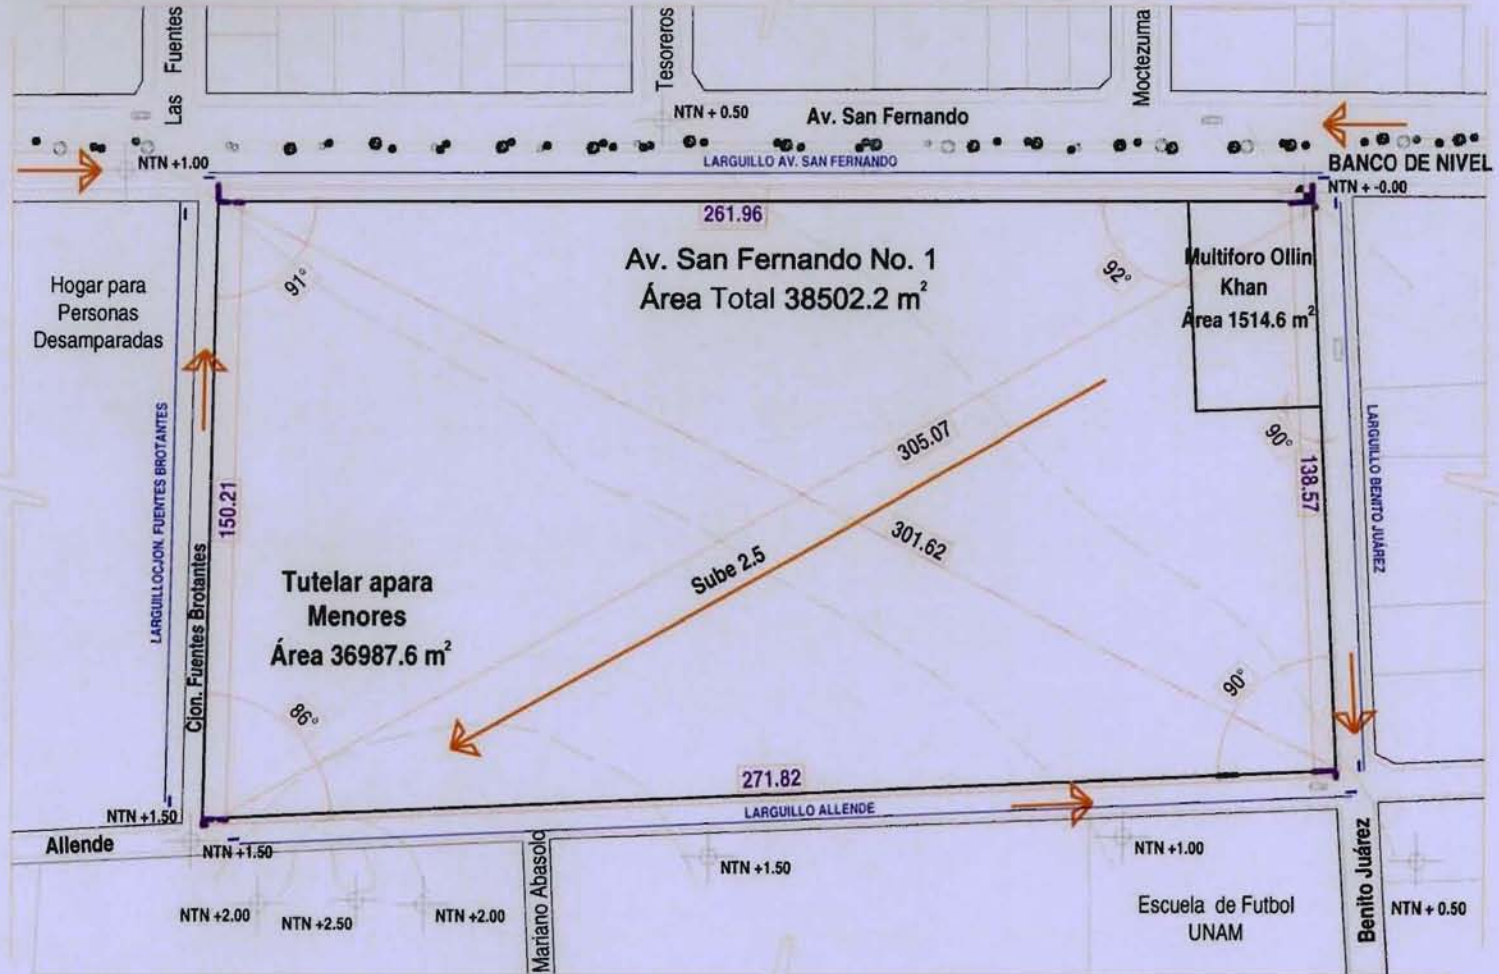 Las Fuentes
Tesoreros
Moctezuma
NTN + 0.50
Av. San Fernando
NTN +1.00
LARGUILLO AV. SAN FERNANDO
BANCO DE NIVEL
NTN + -0.00
261.96
Av. San Fernando No. 1
Área Total 38502.2 m²
91°
92°
Multiforo Ollin
Khan
Área 1514.6 m²
Hogar para
Personas
Desamparadas
LARGUILLOCJON. FUENTES BROTANTES
Cjon. Fuentes Brotantes
150.21
305.07
301.62
Sube 2.5
90°
138.57
LARGUILLO BENITO JUÁREZ
Tutelar apara
Menores
Área 36987.6 m²
86°
90°
271.82
LARGUILLO ALLENDE
NTN +1.50
Allende
NTN +1.50
Mariano Abasolo
NTN +1.50
NTN +1.00
Benito Juárez
NTN +2.00
NTN +2.50
NTN +2.00
Escuela de Futbol
UNAM
NTN + 0.50